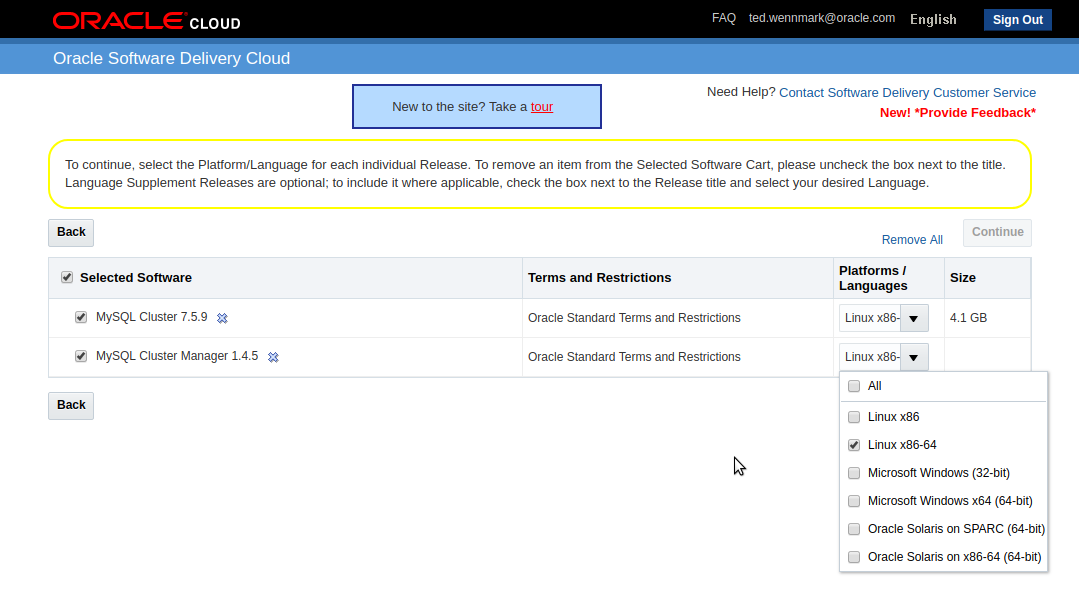 ORACLE CLOUD
FAQ ted.wennmark@oracle.com English Sign Out
Oracle Software Delivery Cloud
New to the site? Take a tour
Need Help? Contact Software Delivery Customer Service
New! *Provide Feedback*
To continue, select the Platform/Language for each individual Release. To remove an item from the Selected Software Cart, please uncheck the box next to the title.
Language Supplement Releases are optional; to include it where applicable, check the box next to the Release title and select your desired Language.
Back
Remove All
Continue
Selected Software
Terms and Restrictions
Platforms /
Languages
Size
MySQL Cluster 7.5.9
Oracle Standard Terms and Restrictions
Linux x86-
4.1 GB
MySQL Cluster Manager 1.4.5
Oracle Standard Terms and Restrictions
Linux x86-
Back
All
Linux x86
Linux x86-64
Microsoft Windows (32-bit)
Microsoft Windows x64 (64-bit)
Oracle Solaris on SPARC (64-bit)
Oracle Solaris on x86-64 (64-bit)